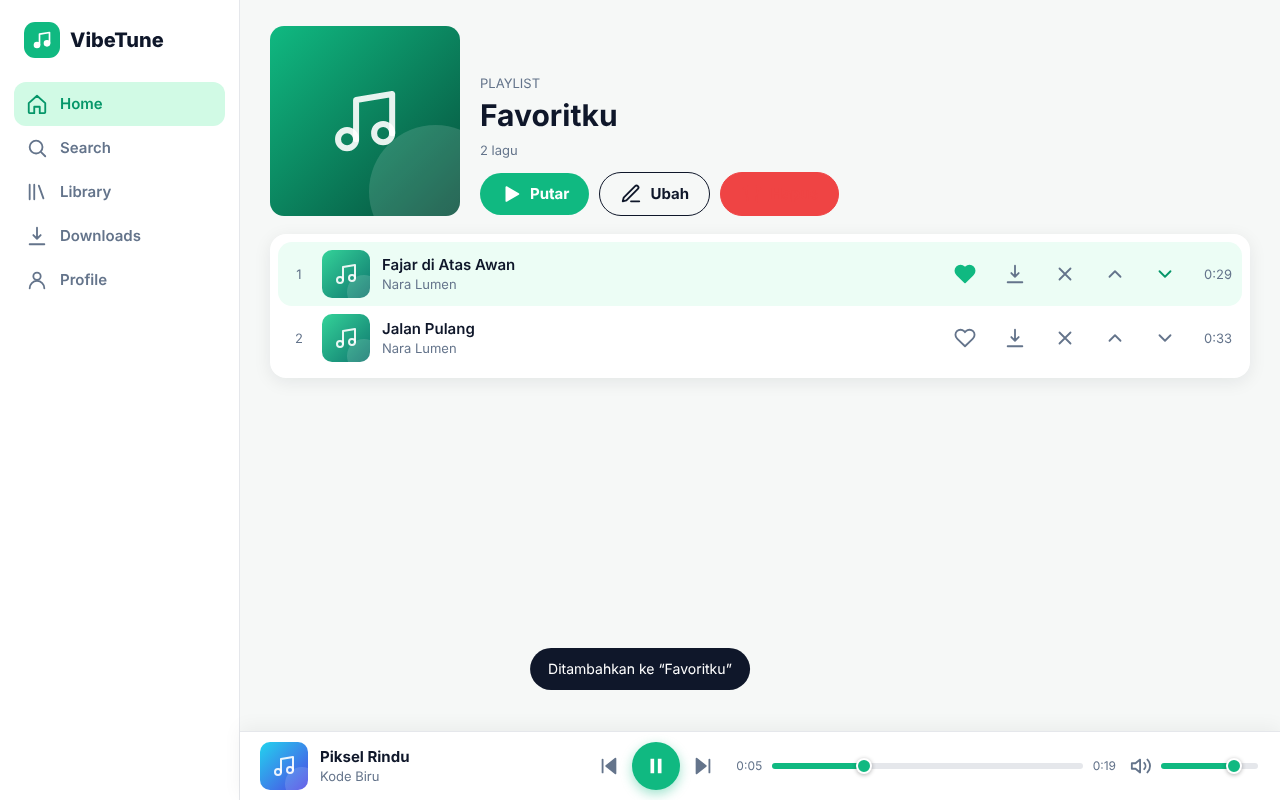 VibeTune
Home
Search
Library
Downloads
Profile
PLAYLIST
Favoritku
2 lagu
Putar
Ubah
1
Fajar di Atas Awan
Nara Lumen
0:29
2
Jalan Pulang
Nara Lumen
0:33
Ditambahkan ke “Favoritku”
Piksel Rindu
Kode Biru
0:05
0:19